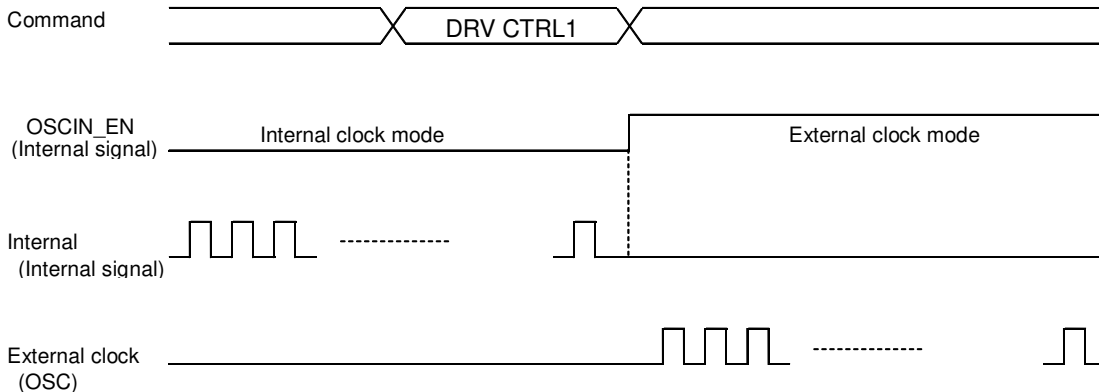 Command
DRV CTRL1
OSCIN_EN
(Internal signal)
Internal clock mode
External clock mode
Internal
(Internal signal)
External clock
(OSC)